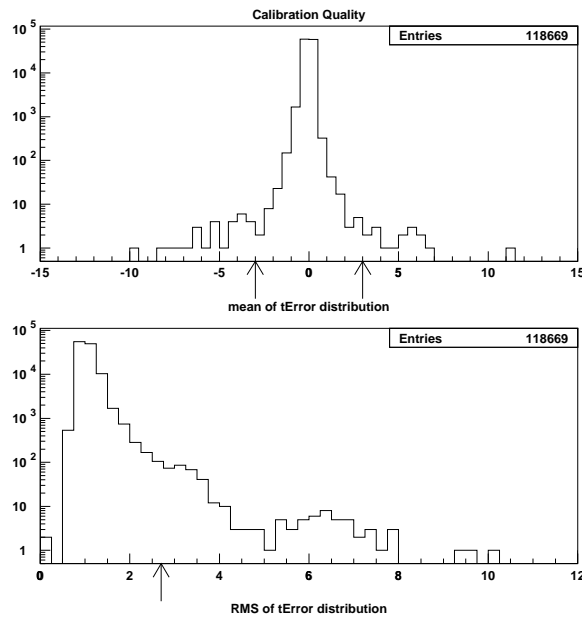 Calibration Quality
Entries 118669
10 5
10 4
10 3
10 2
10
1
-15 -10 -5 0 5 10 15
mean of tError distribution
Entries 118669
10 5
10 4
10 3
10 2
10
1
0 2 4 6 8 10 12
RMS of tError distribution